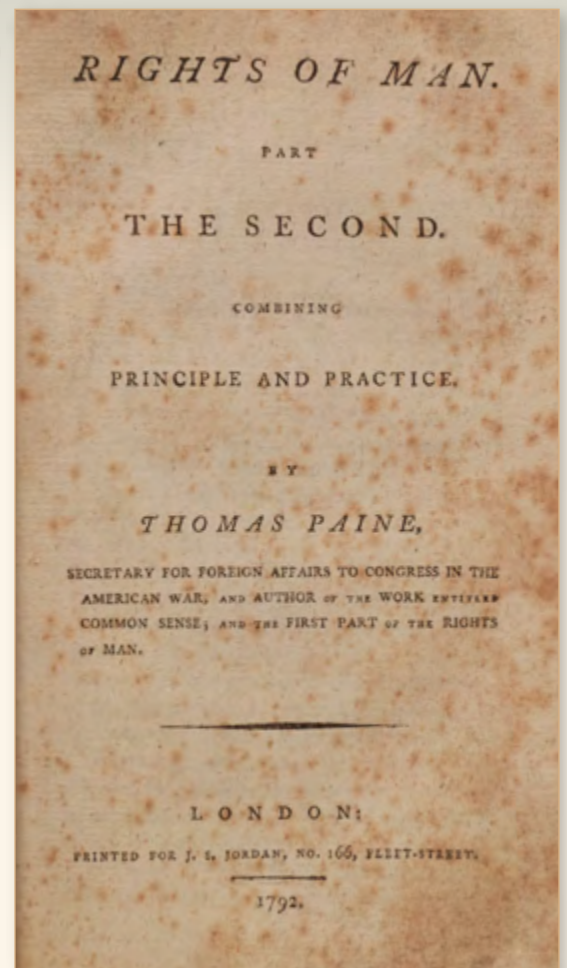 RIGHTS OF MAN.
PART
THE SECOND.
COMBINING
PRINCIPLE AND PRACTICE.
BY
THOMAS PAINE,
SECRETARY FOR FOREIGN AFFAIRS TO CONGRESS IN THE
AMERICAN WAR, AND AUTHOR OF THE WORK ENTITLED
COMMON SENSE; AND THE FIRST PART OF THE RIGHTS
OF MAN.
LONDON:
PRINTED FOR J. S. JORDAN, NO. 166, FLEET-STREET.
1792.